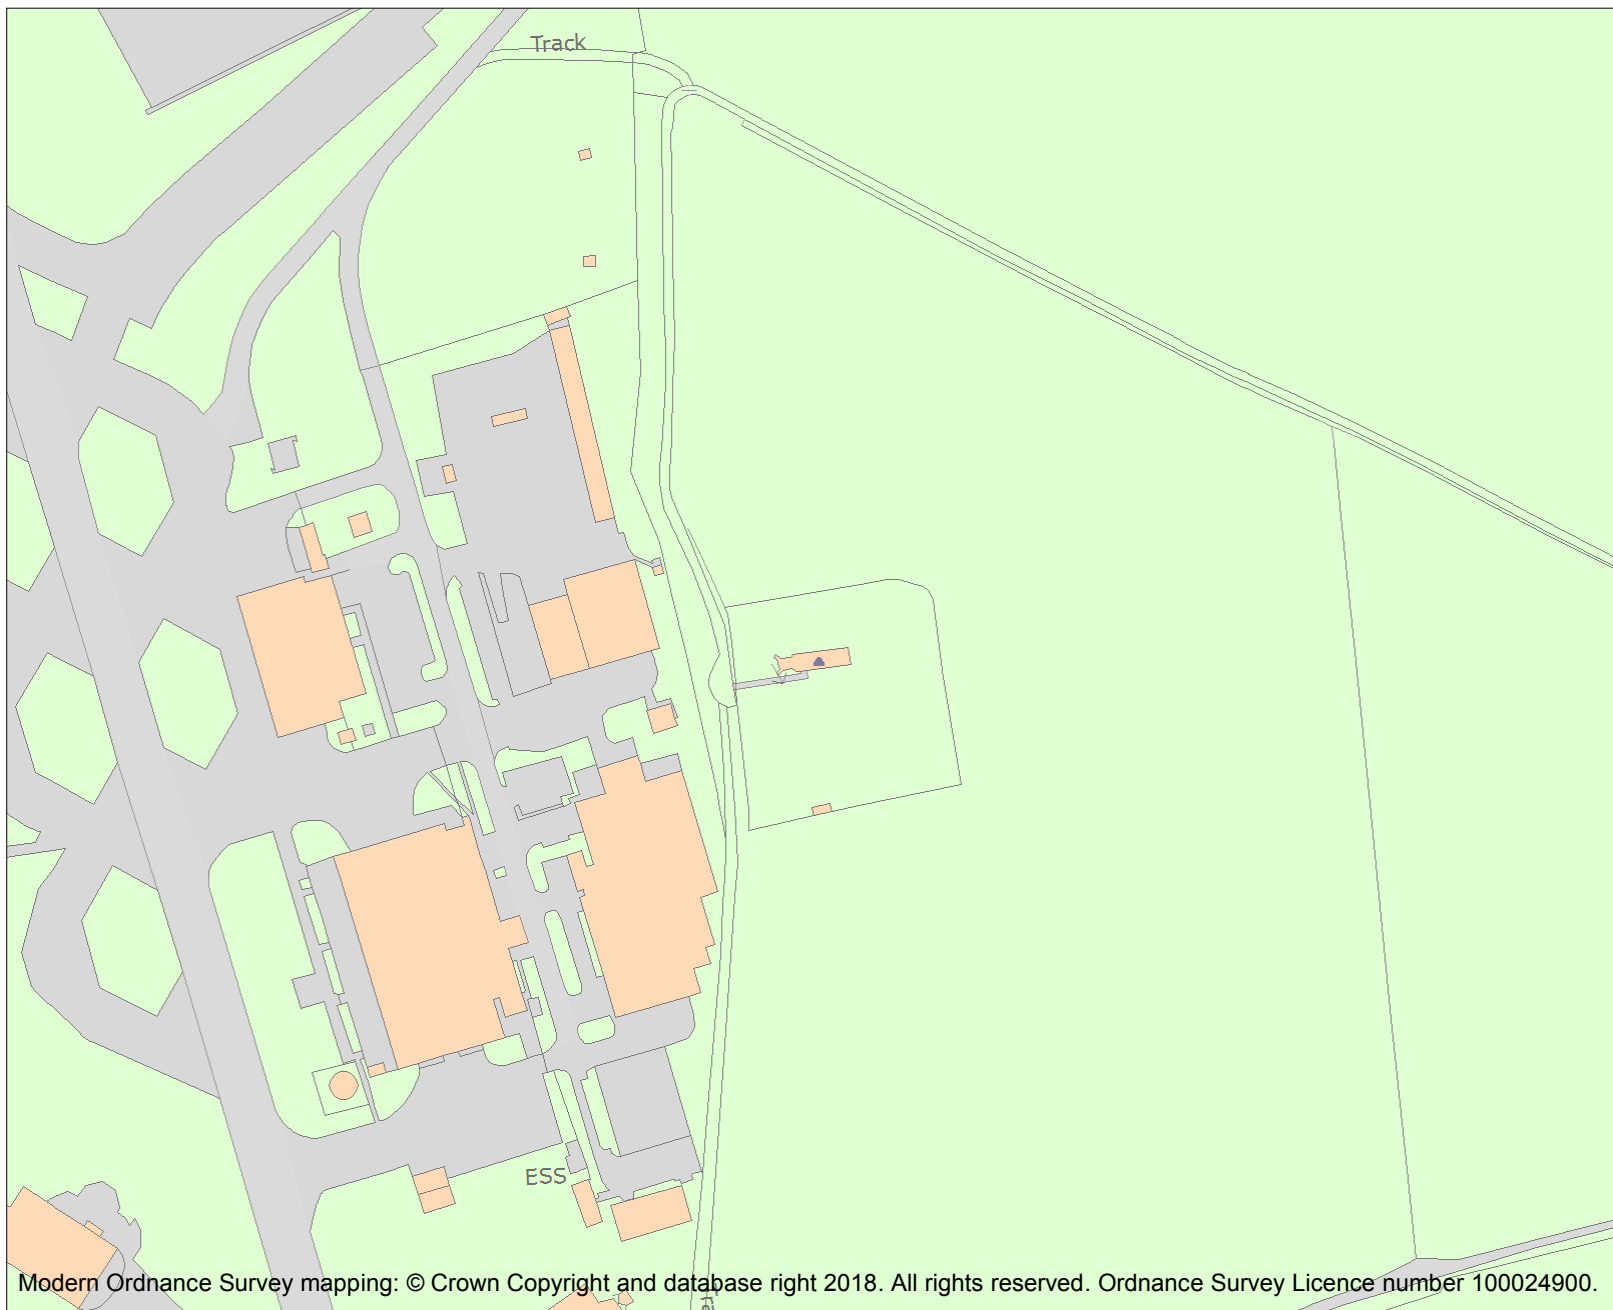 Track
ESS
Modern Ordnance Survey mapping: © Crown Copyright and database right 2018. All rights reserved. Ordnance Survey Licence number 100024900.